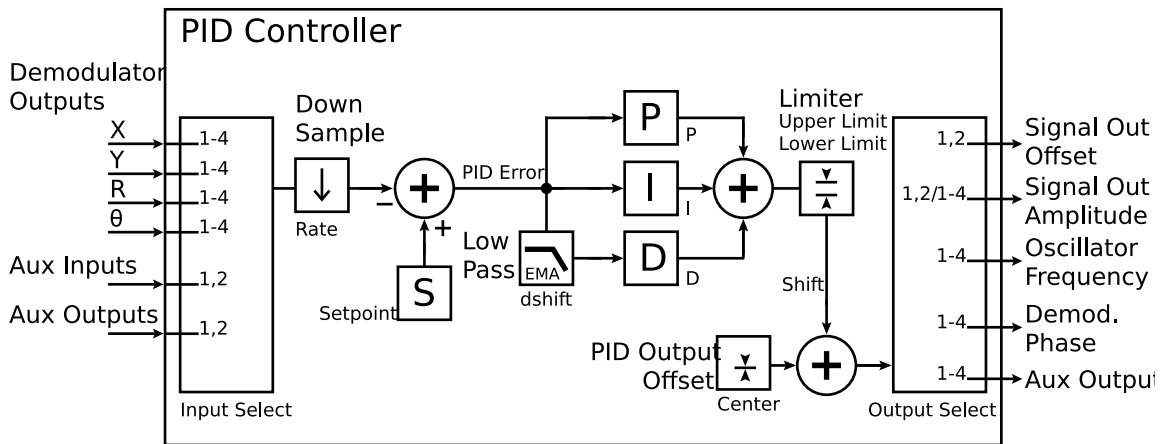 PID Controller
Demodulator
Outputs
X
Y
R
θ
Aux Inputs
Aux Outputs
1-4
1-4
1-4
1-4
1,2
1,2
Input Select
Down
Sample
Rate
PID Error
S
Setpoint
Low
Pass
EMA
dshift
P
P
I
I
D
D
Limiter
Upper Limit
Lower Limit
Shift
PID Output
Offset
Center
1,2
1,2/1-4
1-4
1-4
1-4
Output Select
Signal Out
Offset
Signal Out
Amplitude
Oscillator
Frequency
Demod.
Phase
Aux Output